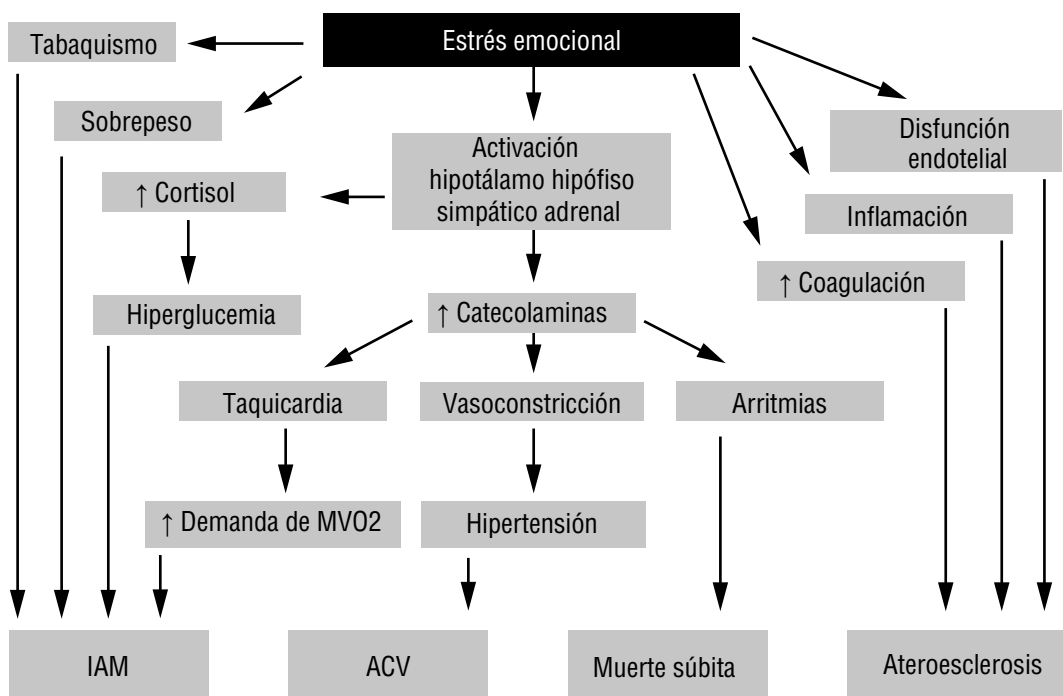 Estrés emocional
Tabaquismo
Sobrepeso
Activación
hipotálamo hipófiso
simpático adrenal
Disfunción
endotelial
↑ Cortisol
Inflamación
↑ Coagulación
Hiperglucemia
↑ Catecolaminas
Taquicardia
Vasoconstricción
Arritmias
↑ Demanda de MVO2
Hipertensión
IAM
ACV
Muerte súbita
Ateroesclerosis